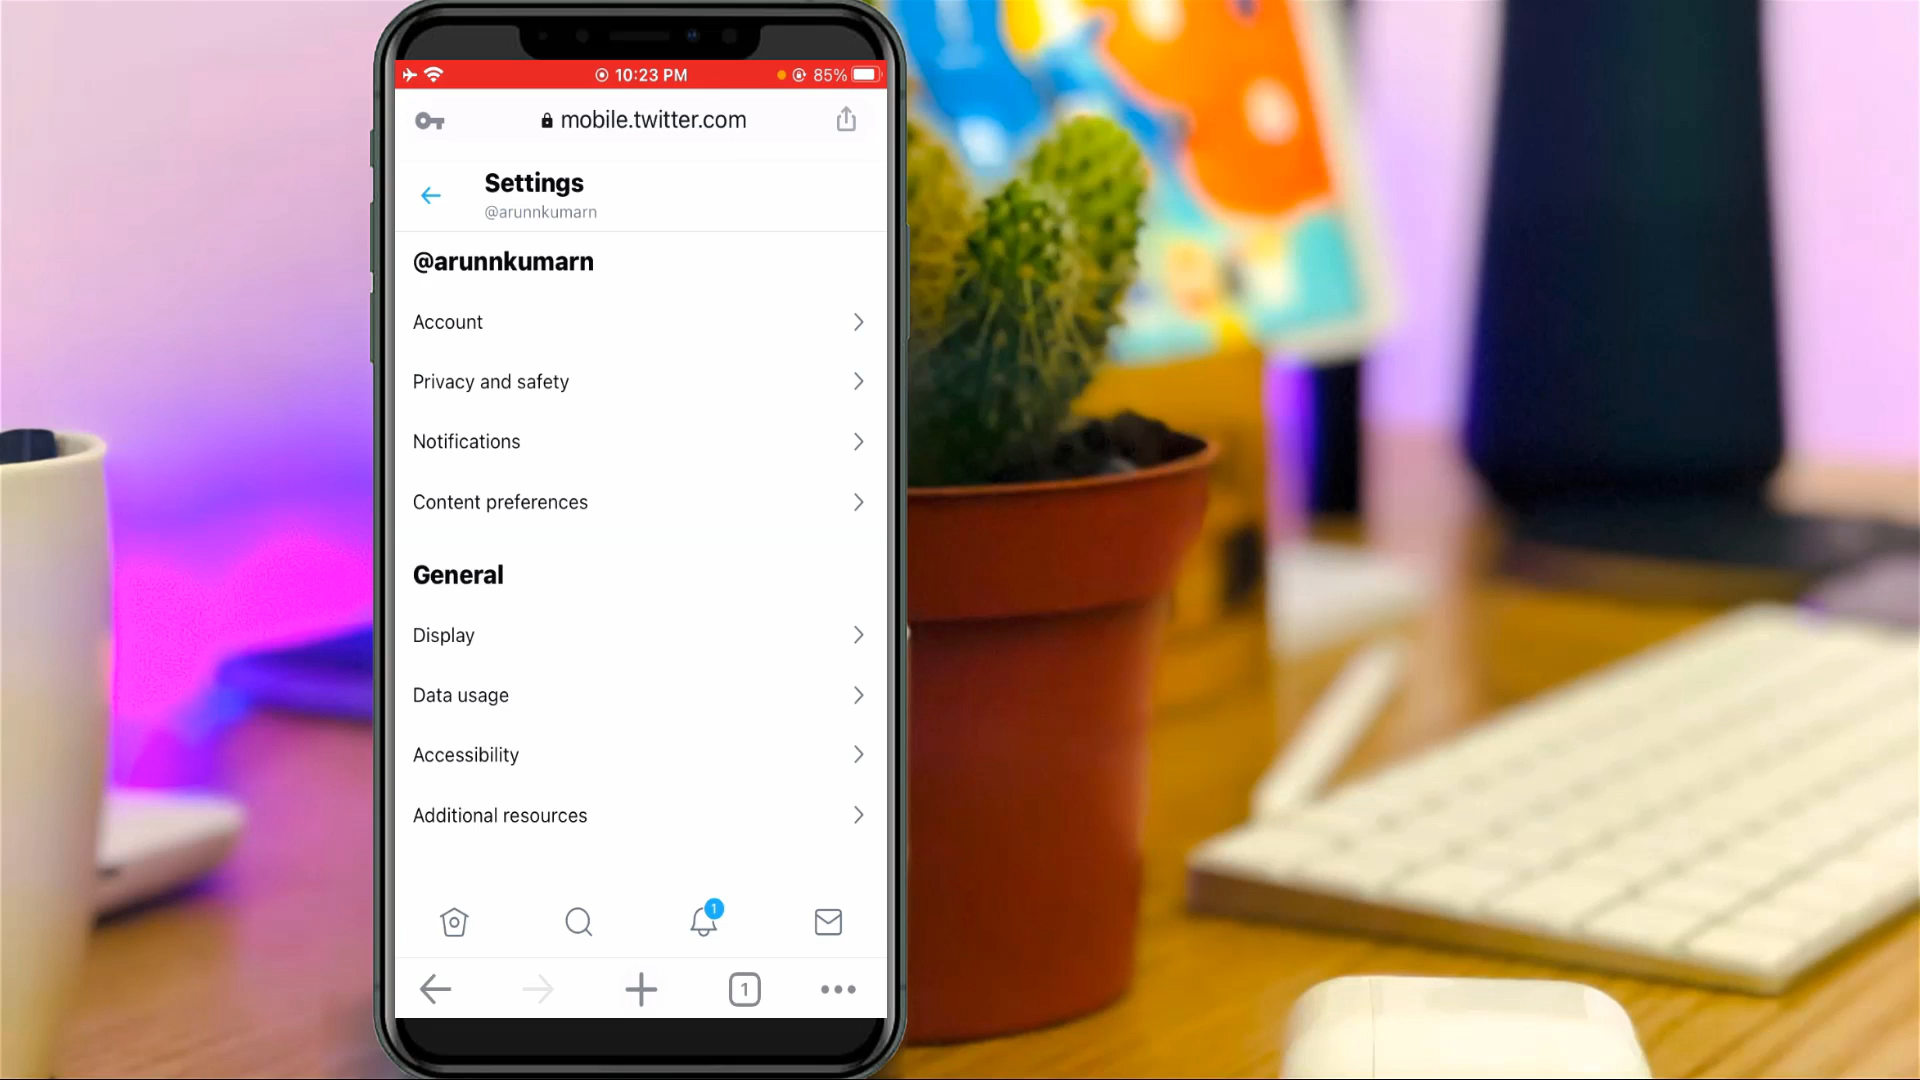 10:23 PM
85%
mobile.twitter.com
Settings
@arunnkumarn
@arunnkumarn
Account
Privacy and safety
Notifications
Content preferences
General
Display
Data usage
Accessibility
Additional resources
1
1